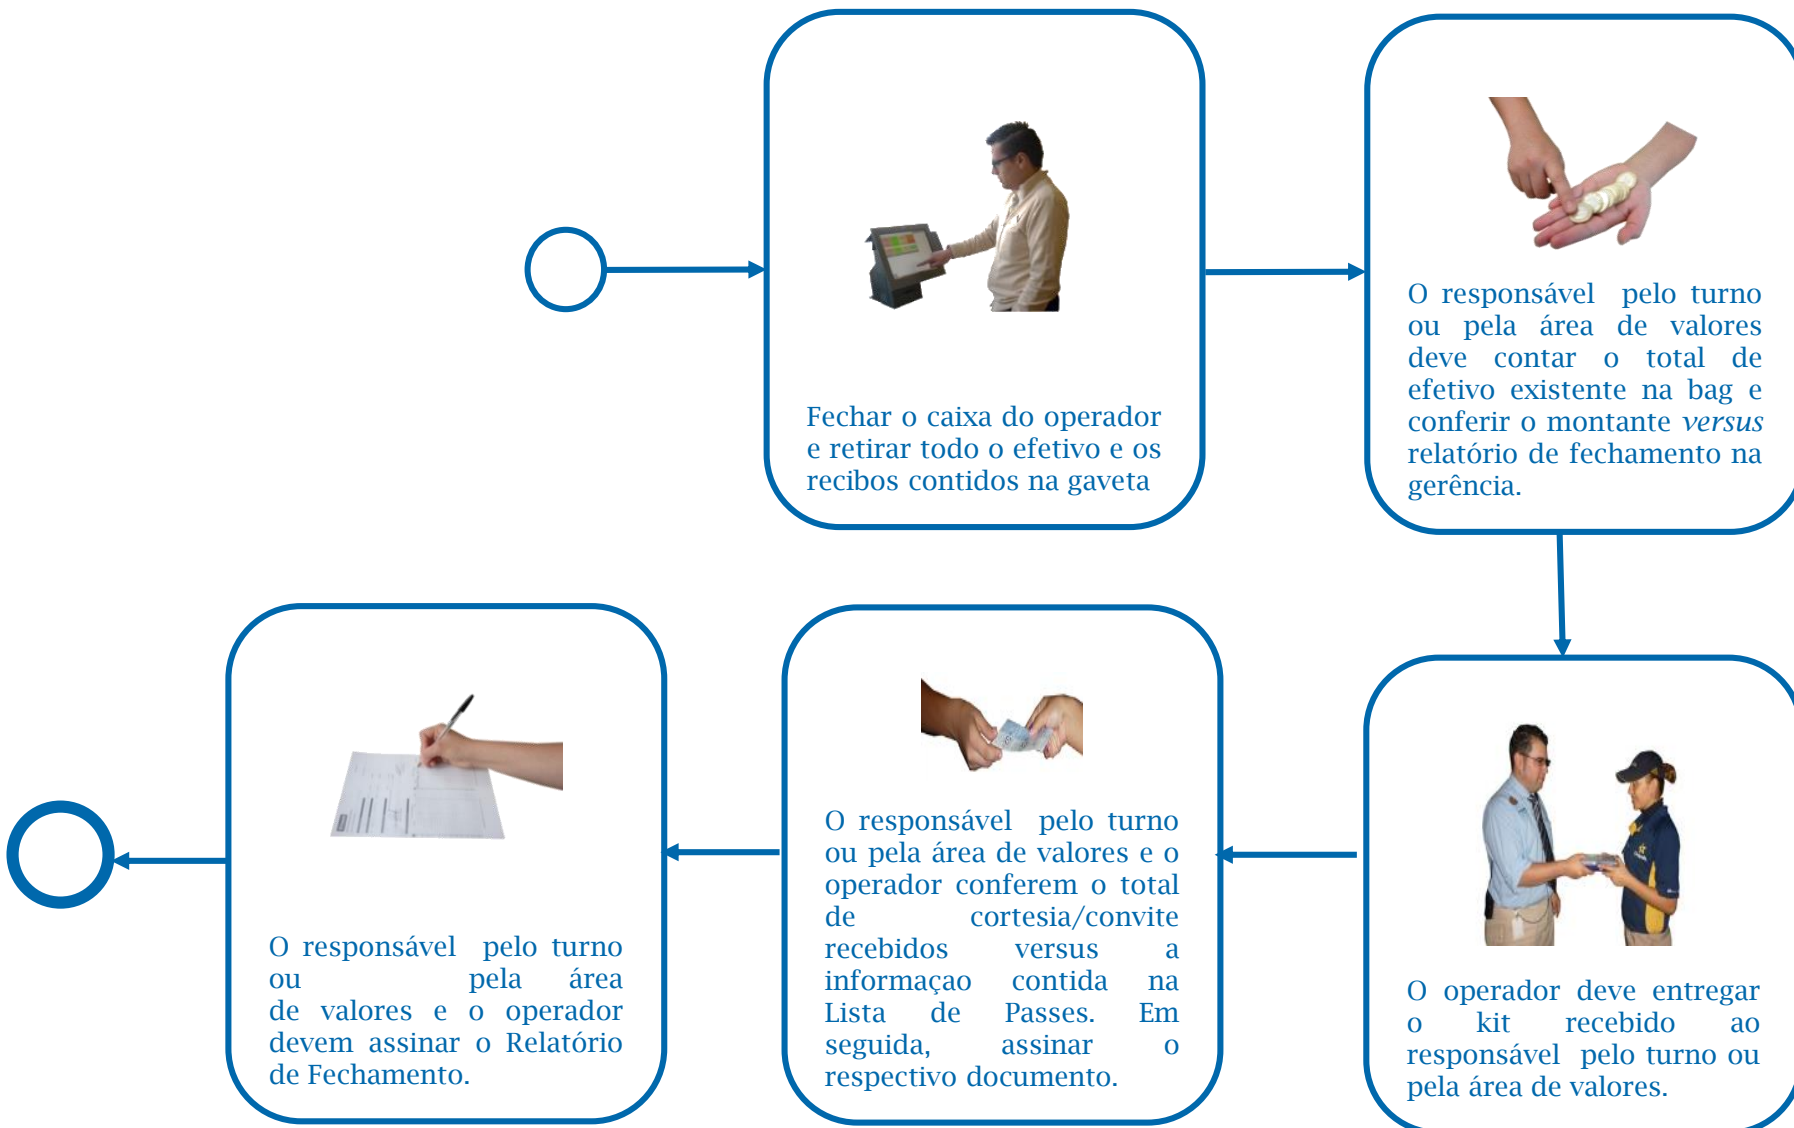 Fechar o caixa do operador
e retirar todo o efetivo e os
recibos contidos na gaveta
O responsável pelo turno
ou pela área de valores
deve contar o total de
efetivo existente na bag e
conferir o montante versus
relatório de fechamento na
gerência.
O operador deve entregar
o kit recebido ao
responsável pelo turno ou
pela área de valores.
O responsável pelo turno
ou pela área de valores e o
operador conferem o total
de cortesia/convite
recebidos versus a
informaçao contida na
Lista de Passes. Em
seguida, assinar o
respectivo documento.
O responsável pelo turno
ou pela área
de valores e o operador
devem assinar o Relatório
de Fechamento.